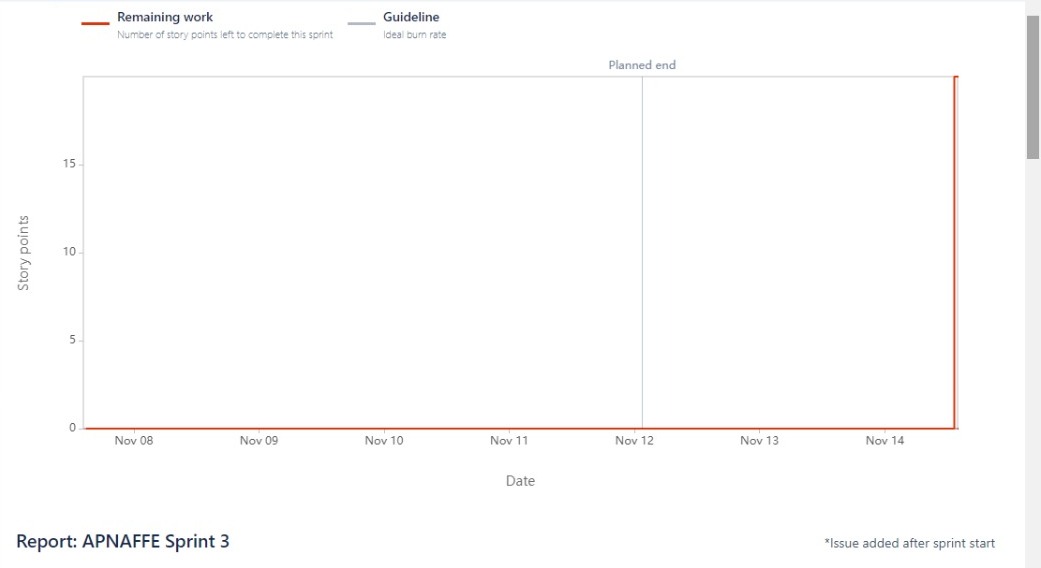 Remaining work
Number of story points left to complete this sprint
Guideline
Ideal burn rate
Planned end
15
10
5
0
Story points
Nov 08
Nov 09
Nov 10
Nov 11
Nov 12
Nov 13
Nov 14
Date
Report: APNAFFE Sprint 3
*Issue added after sprint start